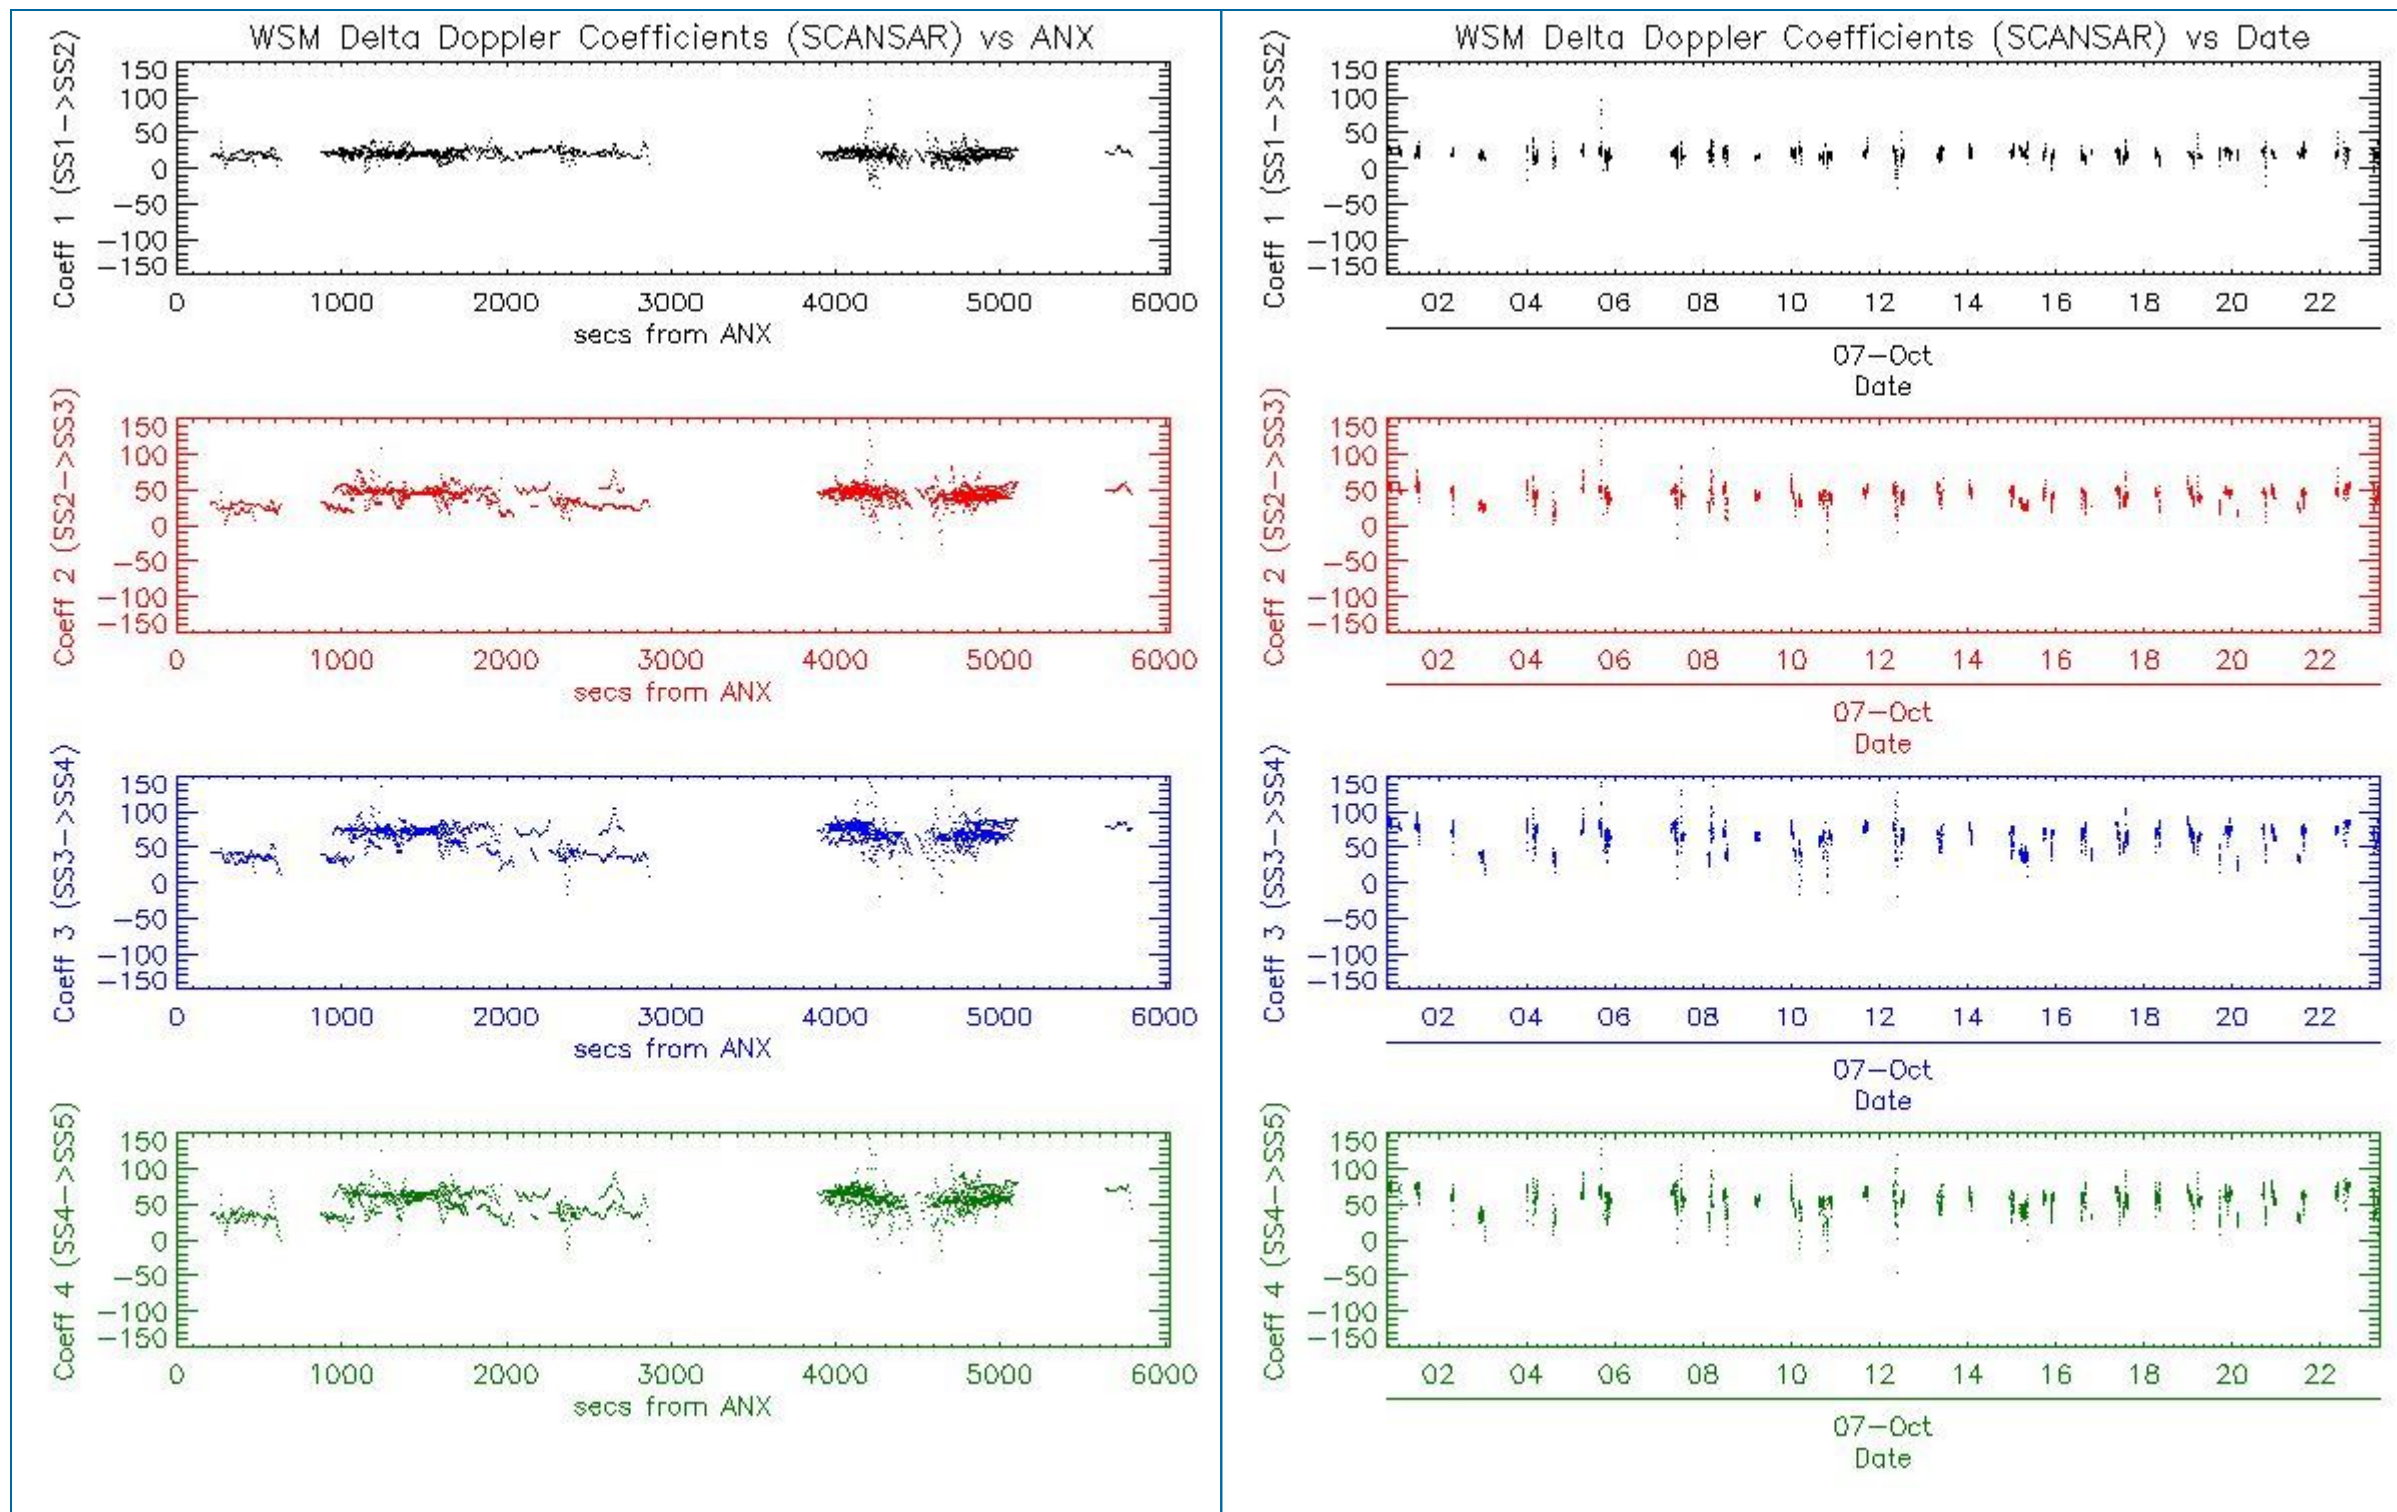 WSM Delta Doppler Coefficients (SCANSAR) vs ANX
Coeff 1 (SS1->SS2)
150
100
50
0
-50
-100
-150
0 1000 2000 3000 4000 5000 6000
secs from ANX
Coeff 2 (SS2->SS3)
150
100
50
0
-50
-100
-150
0 1000 2000 3000 4000 5000 6000
secs from ANX
Coeff 3 (SS3->SS4)
150
100
50
0
-50
-100
-150
0 1000 2000 3000 4000 5000 6000
secs from ANX
Coeff 4 (SS4->SS5)
150
100
50
0
-50
-100
-150
0 1000 2000 3000 4000 5000 6000
secs from ANX
WSM Delta Doppler Coefficients (SCANSAR) vs Date
Coeff 1 (SS1->SS2)
150
100
50
0
-50
-100
-150
02 04 06 08 10 12 14 16 18 20 22
07-Oct
Date
Coeff 2 (SS2->SS3)
150
100
50
0
-50
-100
-150
02 04 06 08 10 12 14 16 18 20 22
07-Oct
Date
Coeff 3 (SS3->SS4)
150
100
50
0
-50
-100
-150
02 04 06 08 10 12 14 16 18 20 22
07-Oct
Date
Coeff 4 (SS4->SS5)
150
100
50
0
-50
-100
-150
02 04 06 08 10 12 14 16 18 20 22
07-Oct
Date